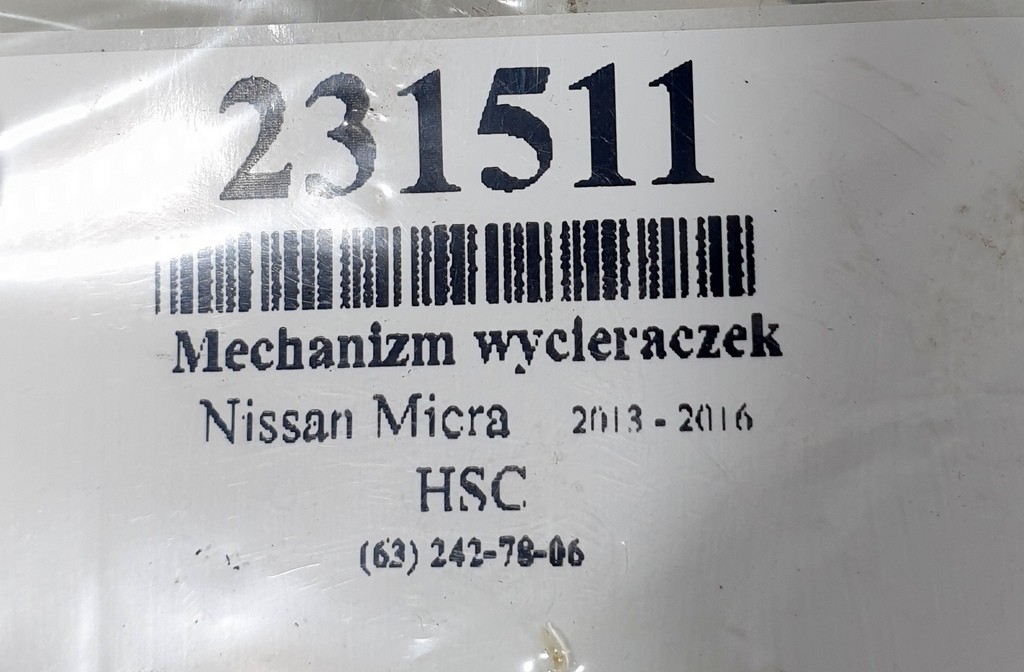 231511
Mechanizm wycieraczek
Nissan Micra 2013 - 2016
HSC
(63) 242-78-06